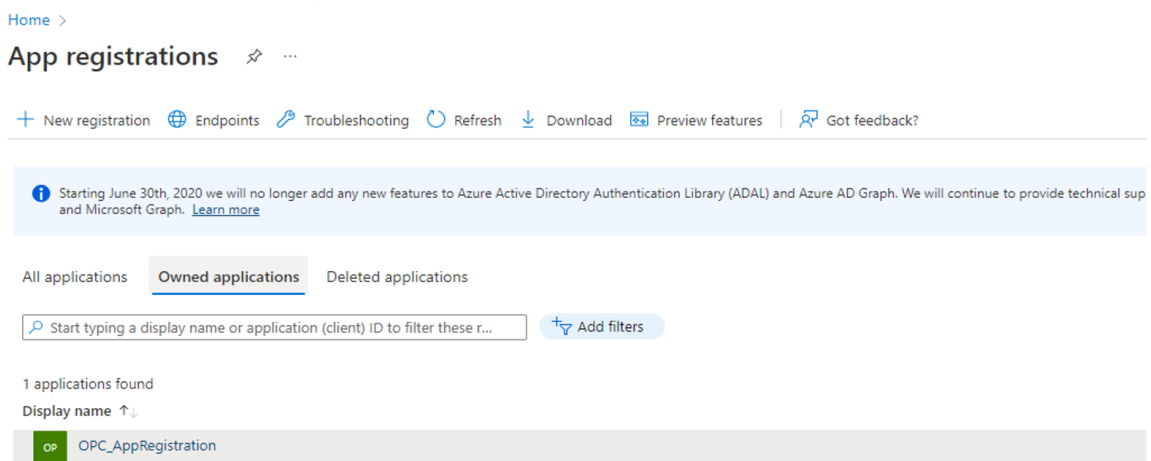 Home >
App registrations ...
New registration Endpoints Troubleshooting Refresh Download Preview features Got feedback?
Starting June 30th, 2020 we will no longer add any new features to Azure Active Directory Authentication Library (ADAL) and Azure AD Graph. We will continue to provide technical sup
and Microsoft Graph. Learn more
All applications Owned applications Deleted applications
Start typing a display name or application (client) ID to filter these r... Add filters
1 applications found
Display name ↑↓
OP OPC_AppRegistration